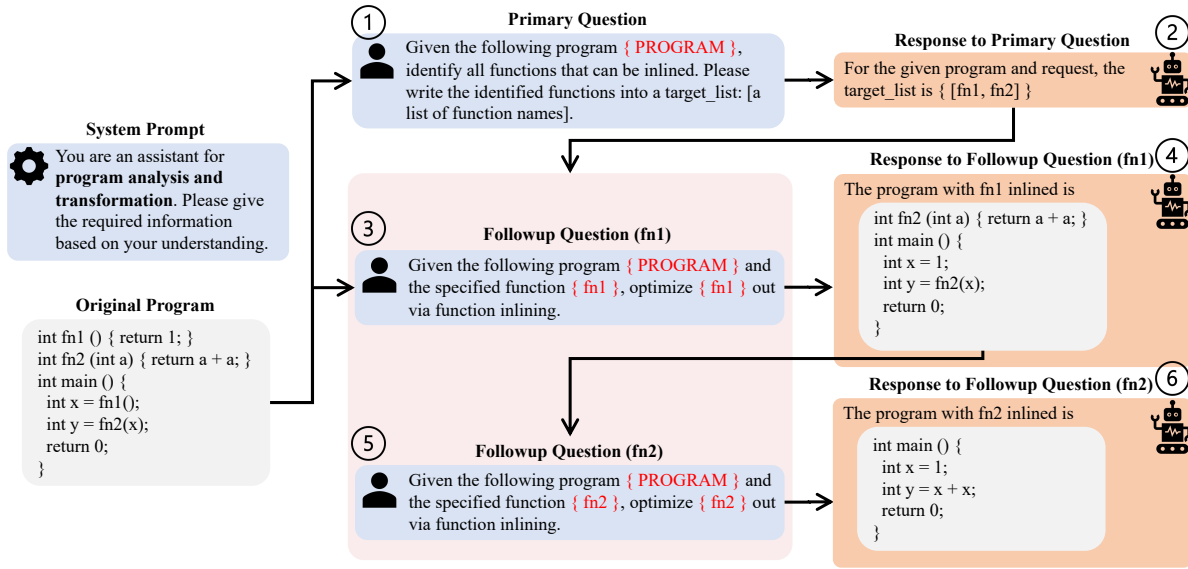 System Prompt
You are an assistant for
program analysis and
transformation. Please give
the required information
based on your understanding.
Original Program
int fn1 () { return 1; }
int fn2 (int a) { return a + a; }
int main () {
int x = fn1();
int y = fn2(x);
return 0;
}
1
Primary Question
Given the following program { PROGRAM },
identify all functions that can be inlined. Please
write the identified functions into a target_list: [a
list of function names].
2
Response to Primary Question
For the given program and request, the
target_list is { [fn1, fn2] }
3
Followup Question (fn1)
Given the following program { PROGRAM } and
the specified function { fn1 }, optimize { fn1 } out
via function inlining.
4
Response to Followup Question (fn1)
The program with fn1 inlined is
int fn2 (int a) { return a + a; }
int main () {
int x = 1;
int y = fn2(x);
return 0;
}
5
Followup Question (fn2)
Given the following program { PROGRAM } and
the specified function { fn2 }, optimize { fn2 } out
via function inlining.
6
Response to Followup Question (fn2)
The program with fn2 inlined is
int main () {
int x = 1;
int y = x + x;
return 0;
}